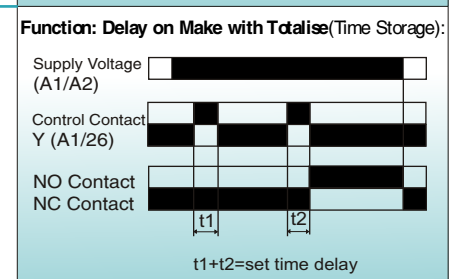 Function: Delay on Make with Totalise(Time Storage):
Supply Voltage
(A1/A2)
Control Contact
Y (A1/26)
NO Contact
NC Contact
t1
t2
t1+t2=set time delay